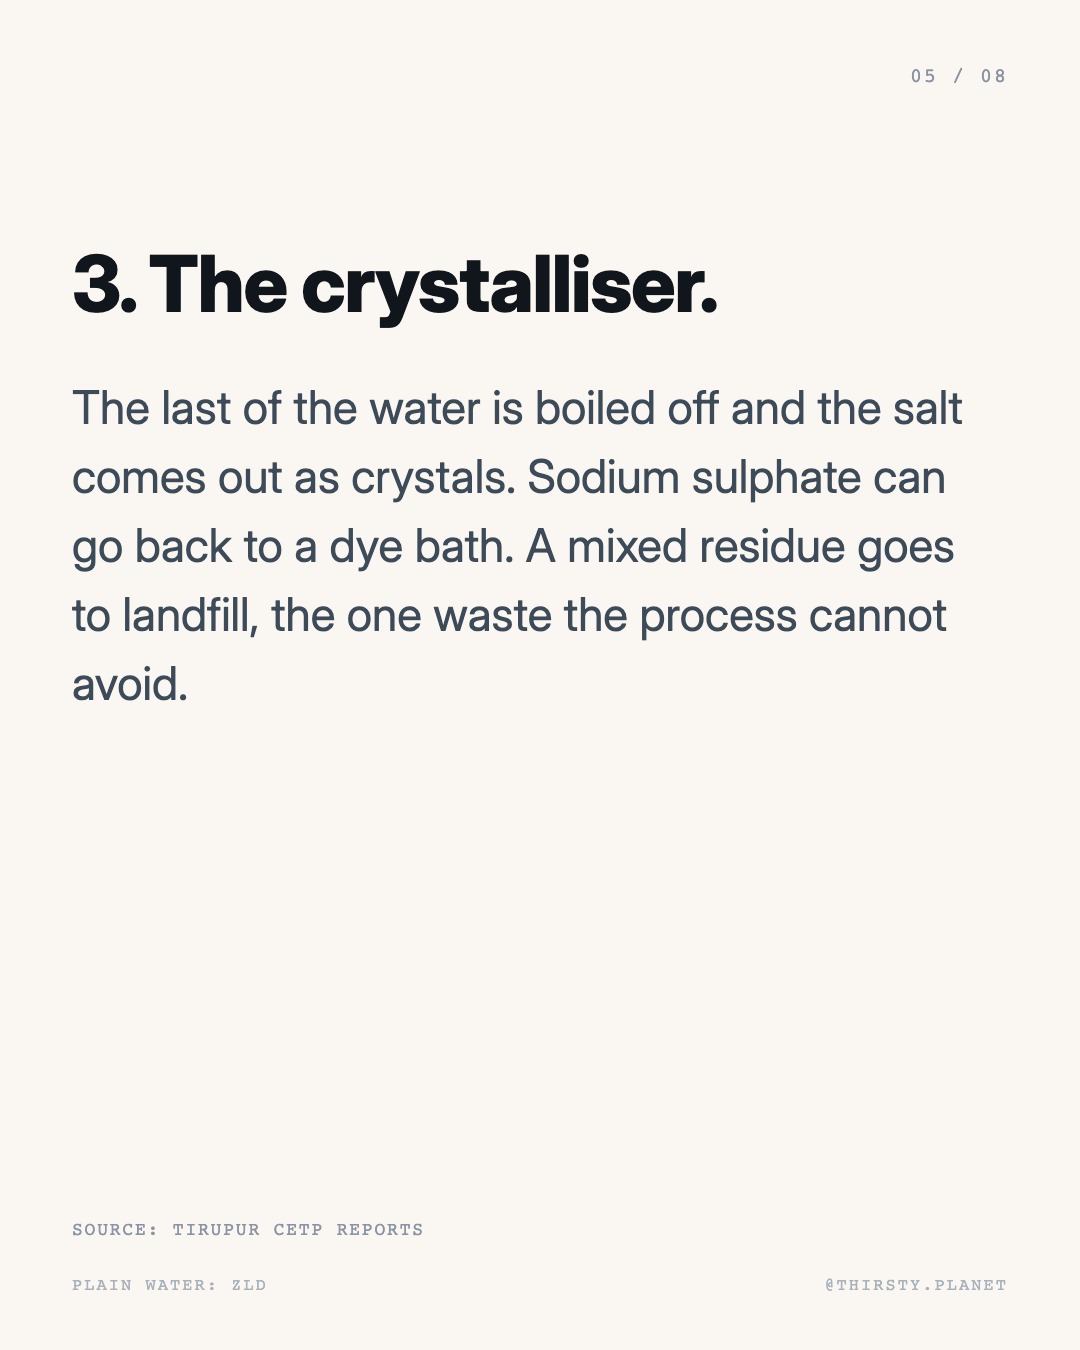 05 / 08
3. The crystalliser.
The last of the water is boiled off and the salt
comes out as crystals. Sodium sulphate can
go back to a dye bath. A mixed residue goes
to landfill, the one waste the process cannot
avoid.
SOURCE: TIRUPUR CETP REPORTS
PLAIN WATER: ZLD
@THIRSTY.PLANET